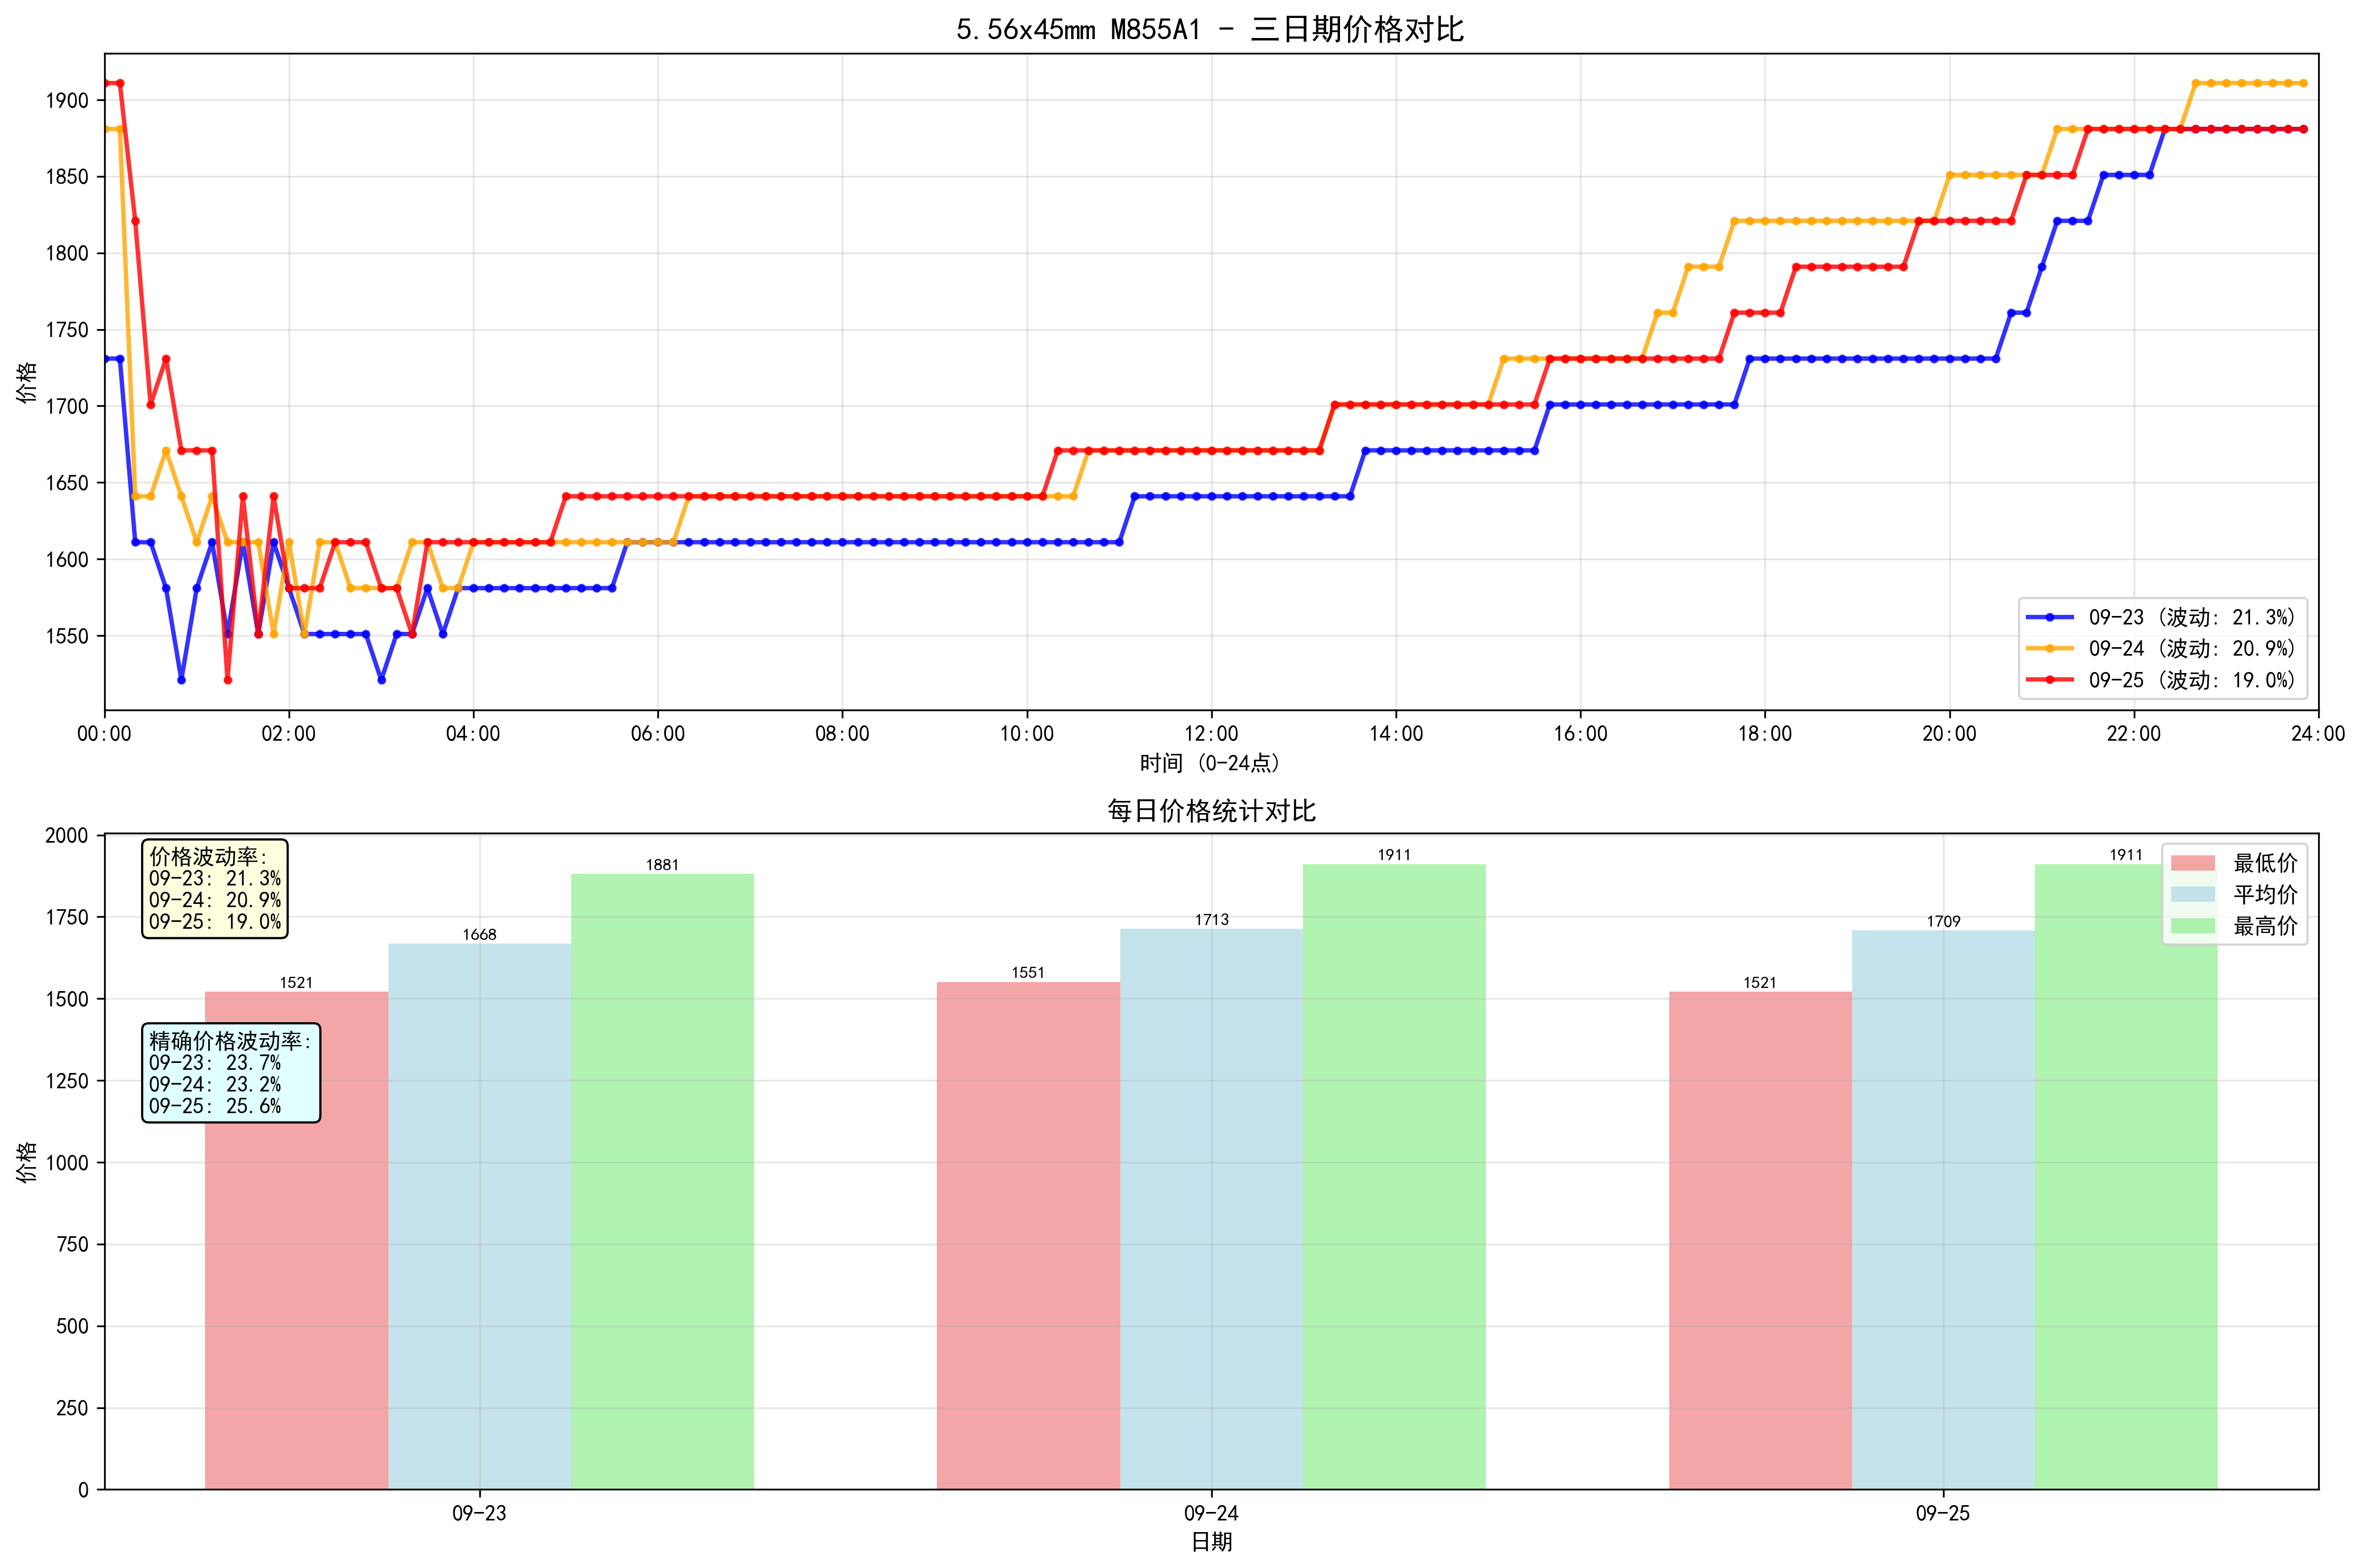 5.56x45mm M855A1 - 三日期价格对比
价格
1900
1850
1800
1750
1700
1650
1600
1550
09-23 (波动: 21.3%)
09-24 (波动: 20.9%)
09-25 (波动: 19.0%)
00:00 02:00 04:00 06:00 08:00 10:00 12:00 14:00 16:00 18:00 20:00 22:00 24:00
时间 (0-24点)
每日价格统计对比
价格
2000
1750
1500
1250
1000
750
500
250
0
价格波动率:
09-23: 21.3%
09-24: 20.9%
09-25: 19.0%
精确价格波动率:
09-23: 23.7%
09-24: 23.2%
09-25: 25.6%
1521 1668 1881
1551 1713 1911
1521 1709 1911
最低价
平均价
最高价
09-23 09-24 09-25
日期